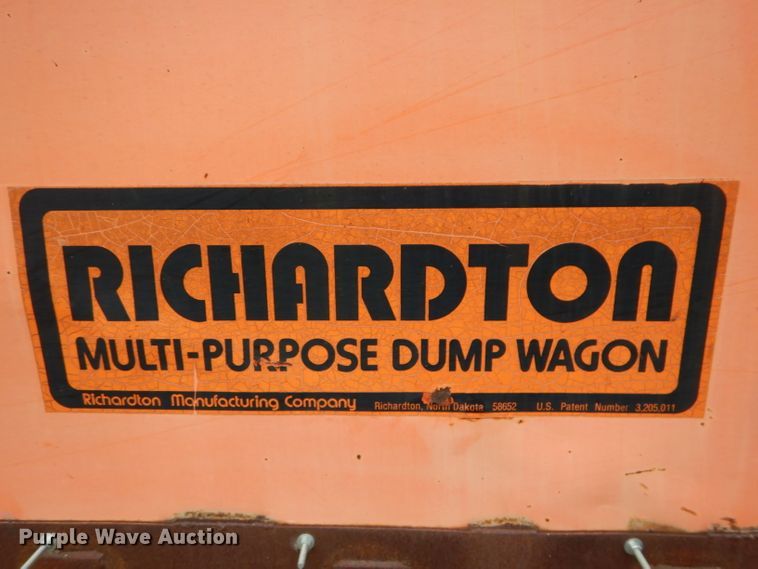 RICHARDTON
MULTI-PURPOSE DUMP WAGON
Richardton Manufacturing Company Richardton, North Dakota 58652 U.S. Patent Number 3,205,011
Purple Wave Auction